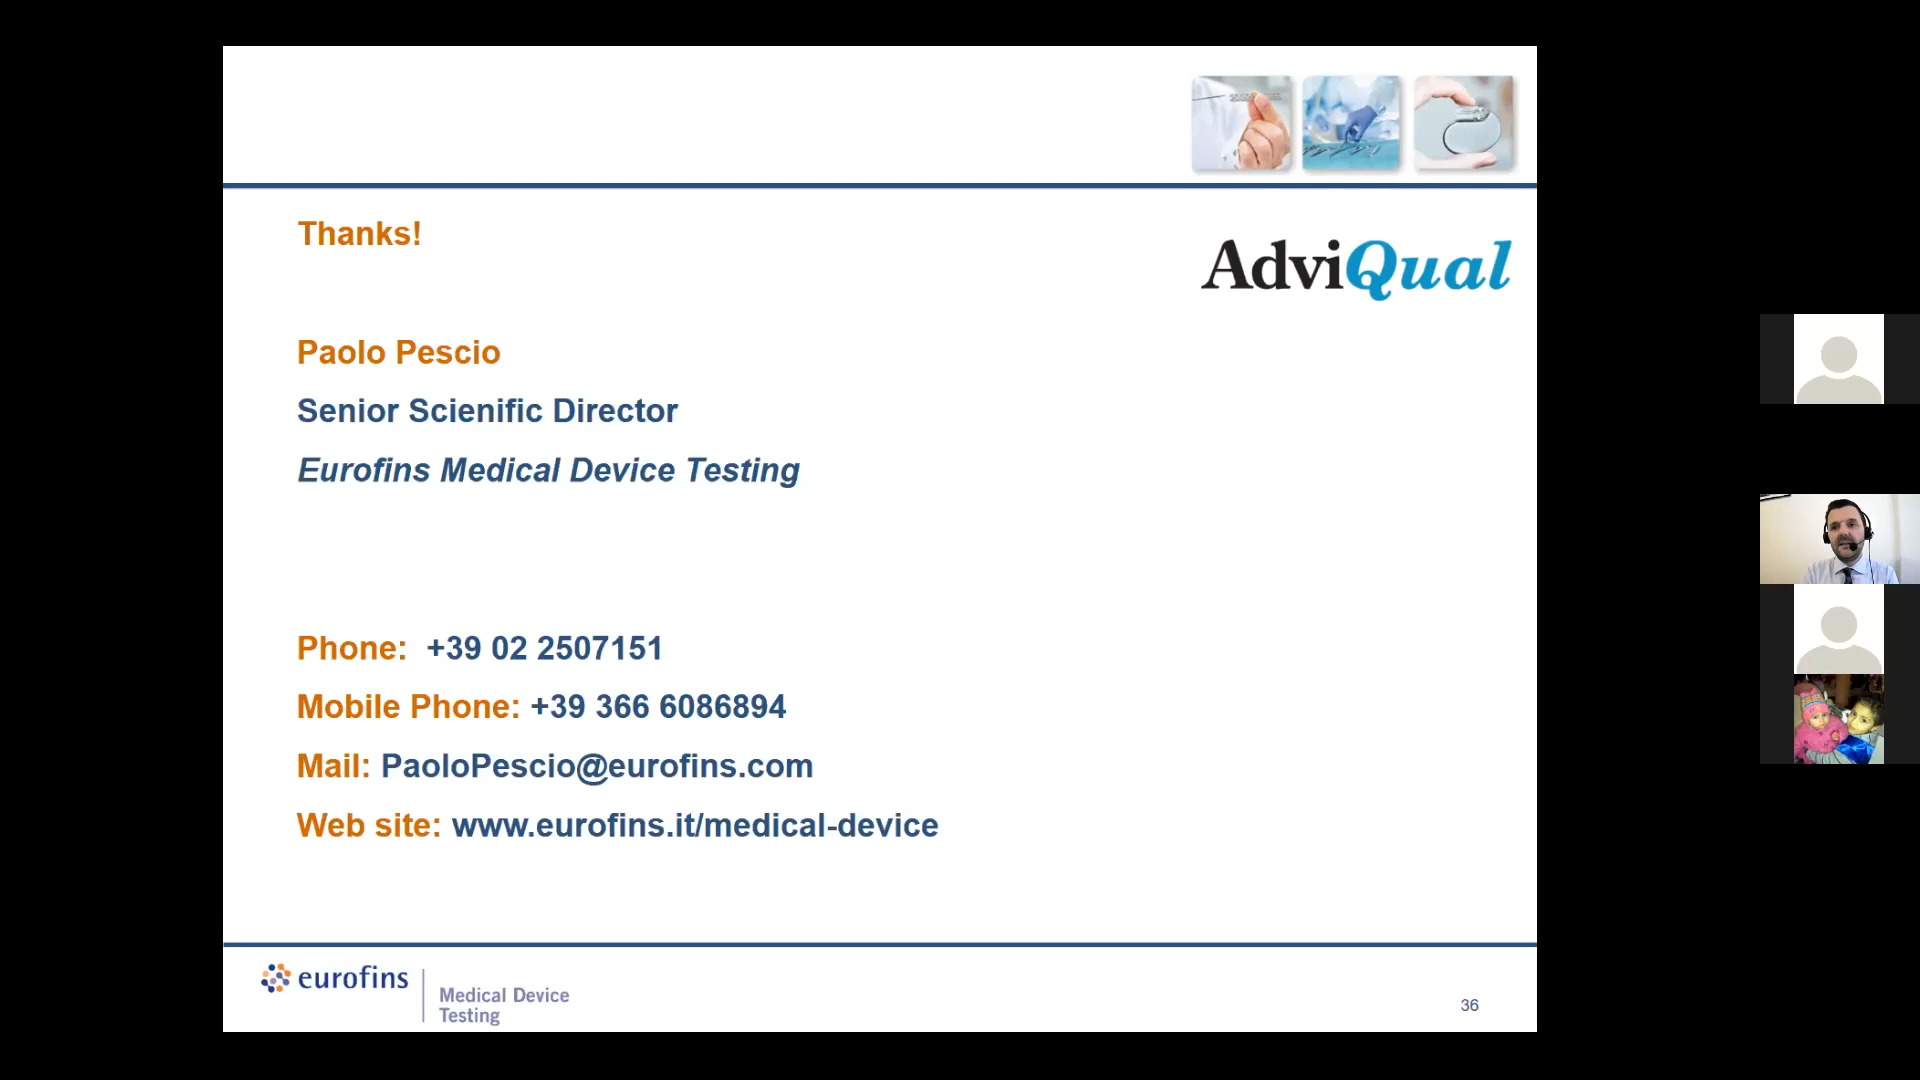 Thanks!
AdviQual
Paolo Pescio
Senior Scienific Director
Eurofins Medical Device Testing
Phone: +39 02 2507151
Mobile Phone: +39 366 6086894
Mail: PaoloPescio@eurofins.com
Web site: www.eurofins.it/medical-device
eurofins
Medical Device
Testing
36